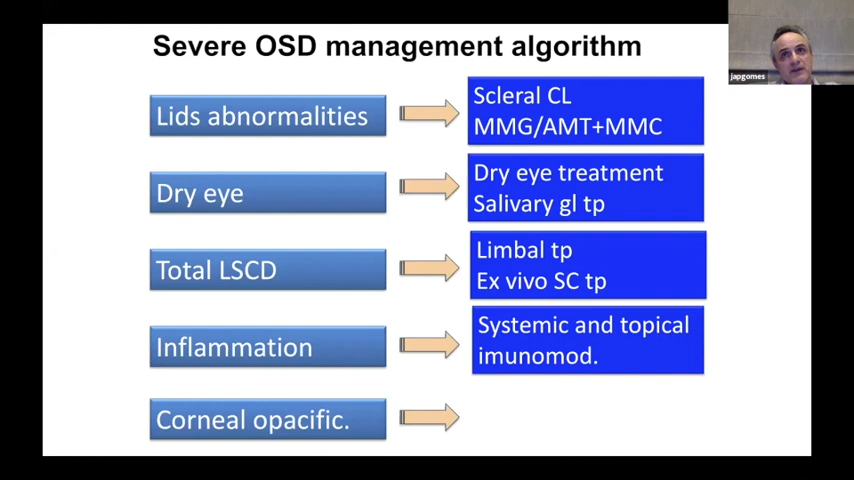 Severe OSD management algorithm
japgomes
Lids abnormalities
Scleral CL
MMG/AMT+MMC
Dry eye
Dry eye treatment
Salivary gl tp
Total LSCD
Limbal tp
Ex vivo SC tp
Inflammation
Systemic and topical
imunomod.
Corneal opacific.